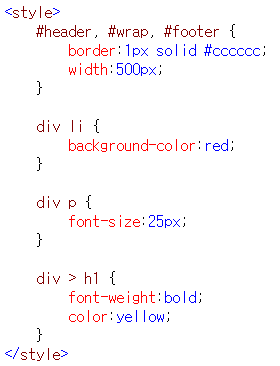 <style>
    #header, #wrap, #footer {
        border:1px solid #cccccc;
        width:500px;
    }

    div li {
        background-color:red;
    }

    div p {
        font-size:25px;
    }

    div > h1 {
        font-weight:bold;
        color:yellow;
    }
</style>